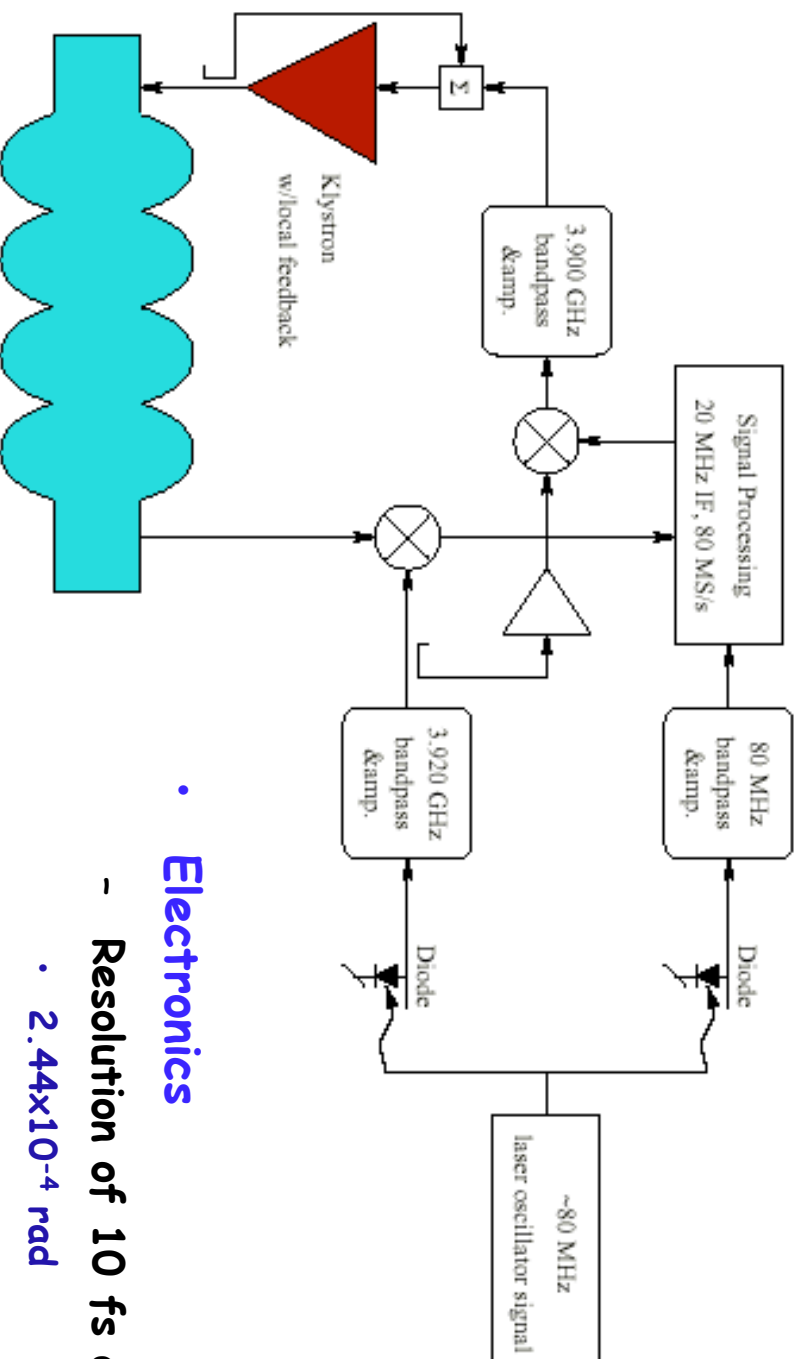 ~80 MHz
laser oscillator signal
Diode
Diode
80 MHz
bandpass
&amp.
3.920 GHz
bandpass
&amp.
Signal Processing
20 MHz IF, 80 MS/s
3.900 GHz
bandpass
&amp.
Σ
Klystron
w/local feedback
• Electronics
- Resolution of 10 fs
• 2.44x10-4 rad